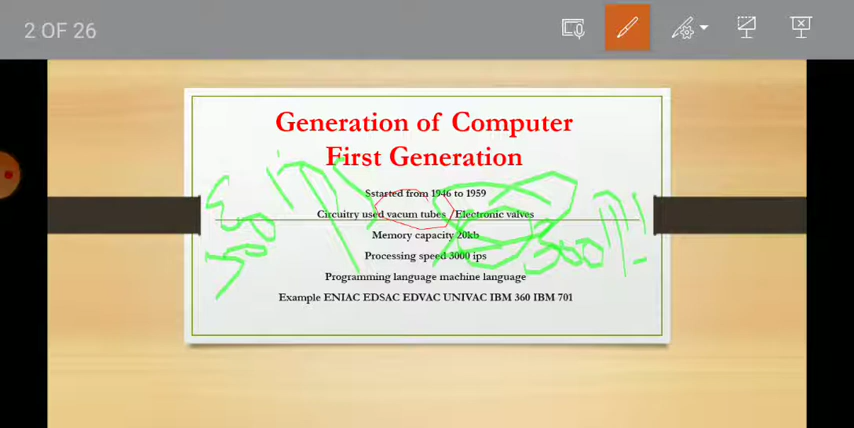 2 OF 26
Generation of Computer
First Generation
Sstarted from 1946 to 1959
Circuitry used vacum tubes / Electronic valves
Memory capacity 20kb
Processing speed 3000 ips
Programming language machine language
Example ENIAC EDSAC EDVAC UNIVAC IBM 360 IBM 701